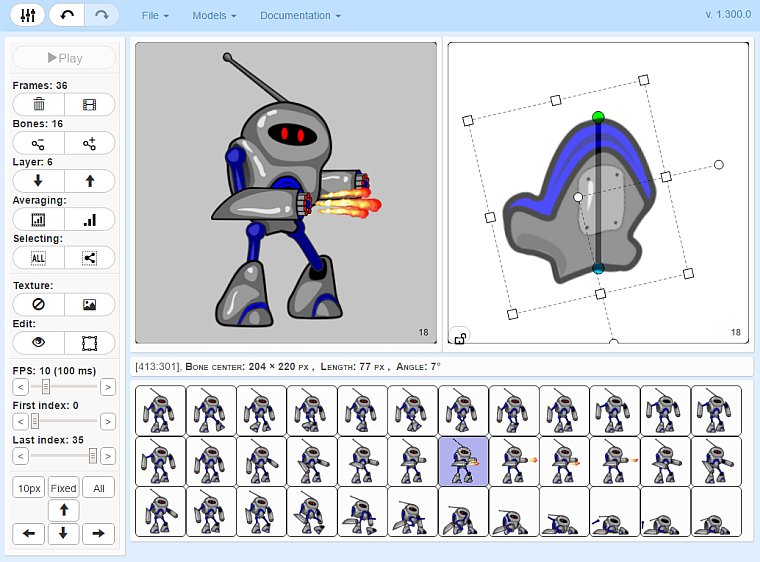 File Models Documentation v. 1.300.0
Play
Frames: 36
Bones: 16
Layer: 6
Averaging:
Selecting:
ALL
Texture:
Edit:
FPS: 10 (100 ms)
< >
First index: 0
< >
Last index: 35
< >
10px Fixed All
18
18
[413:301], Bone center: 204 × 220 px , Length: 77 px , Angle: 7°